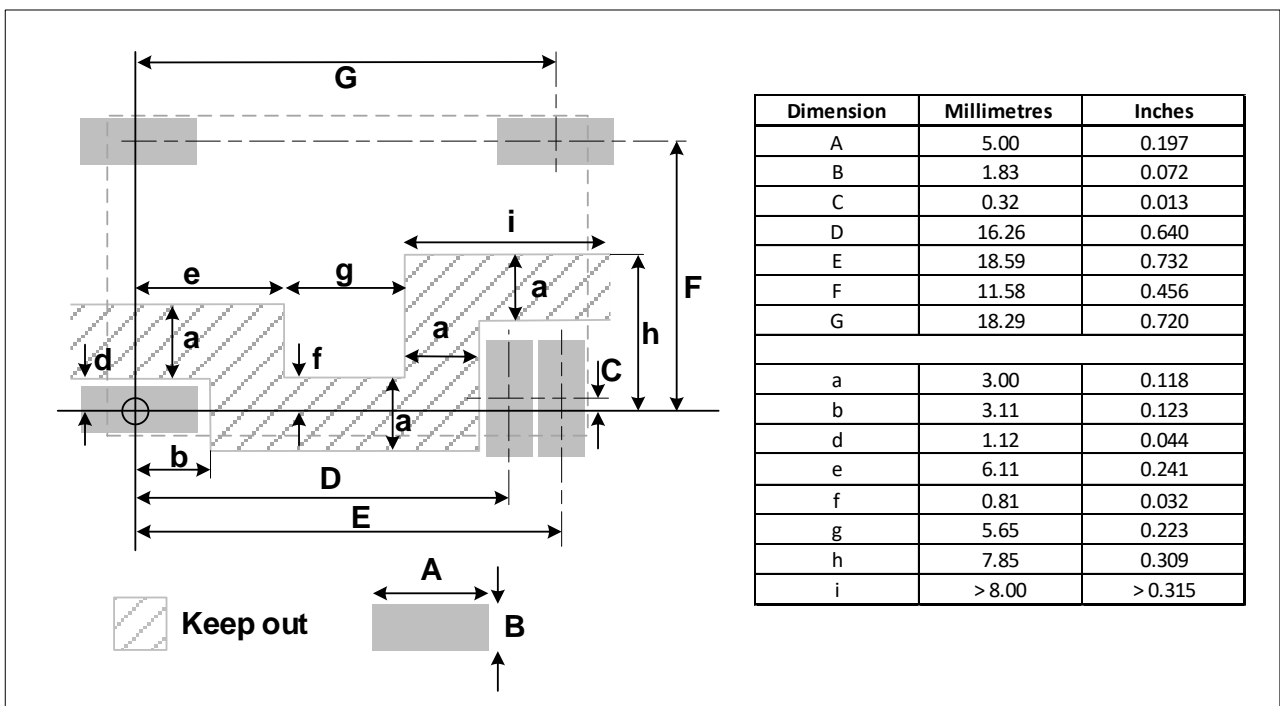 G
i
e
g
a
F
a
a
h
d
f
C
a
b
D
E
A
Keep out
B
Dimension Millimetres Inches
A 5.00 0.197
B 1.83 0.072
C 0.32 0.013
D 16.26 0.640
E 18.59 0.732
F 11.58 0.456
G 18.29 0.720
a 3.00 0.118
b 3.11 0.123
d 1.12 0.044
e 6.11 0.241
f 0.81 0.032
g 5.65 0.223
h 7.85 0.309
i > 8.00 > 0.315